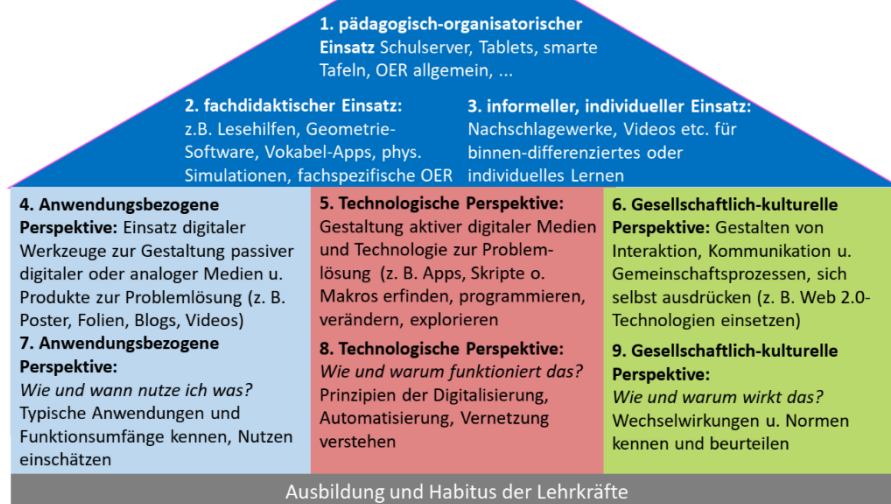 1. pädagogisch-organisatorischer
Einsatz Schulserver, Tablets, smarte
Tafeln, OER allgemein, ...
2. fachdidaktischer Einsatz:
z.B. Lesehilfen, Geometrie-
Software, Vokabel-Apps, phys.
Simulationen, fachspezifische OER
3. informeller, individueller Einsatz:
Nachschlagewerke, Videos etc. für
binnen-differenziertes oder
individuelles Lernen
4. Anwendungsbezogene
Perspektive: Einsatz digitaler
Werkzeuge zur Gestaltung passiver
digitaler oder analoger Medien u.
Produkte zur Problemlösung (z. B.
Poster, Folien, Blogs, Videos)
7. Anwendungsbezogene
Perspektive:
Wie und wann nutze ich was?
Typische Anwendungen und
Funktionsumfänge kennen, Nutzen
einschätzen
5. Technologische Perspektive:
Gestaltung aktiver digitaler Medien
und Technologie zur Problem-
lösung (z. B. Apps, Skripte o.
Makros erfinden, programmieren,
verändern, explorieren
8. Technologische Perspektive:
Wie und warum funktioniert das?
Prinzipien der Digitalisierung,
Automatisierung, Vernetzung
verstehen
6. Gesellschaftlich-kulturelle
Perspektive: Gestalten von
Interaktion, Kommunikation u.
Gemeinschaftsprozessen, sich
selbst ausdrücken (z. B. Web 2.0-
Technologien einsetzen)
9. Gesellschaftlich-kulturelle
Perspektive:
Wie und warum wirkt das?
Wechselwirkungen u. Normen
kennen und beurteilen
Ausbildung und Habitus der Lehrkräfte